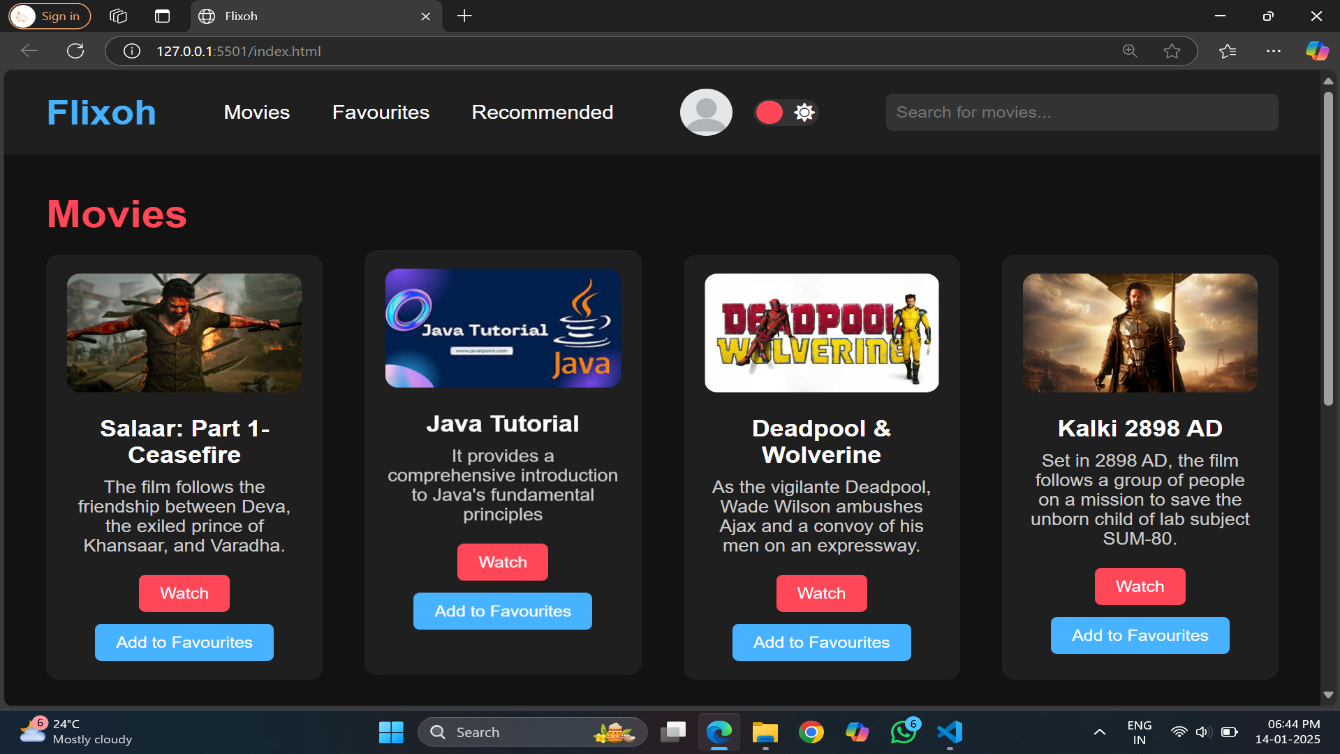 Sign in
Flixoh
127.0.0.1:5501/index.html
Flixoh
Movies
Favourites
Recommended
Search for movies...
Movies
Salaar: Part 1-
Ceasefire
The film follows the
friendship between Deva,
the exiled prince of
Khansaar, and Varadha.
Watch
Add to Favourites
Java Tutorial
www.javatpoint.com
Java
Java Tutorial
It provides a
comprehensive introduction
to Java's fundamental
principles
Watch
Add to Favourites
DEADPOOL
WOLVERINE
Deadpool &
Wolverine
As the vigilante Deadpool,
Wade Wilson ambushes
Ajax and a convoy of his
men on an expressway.
Watch
Add to Favourites
Kalki 2898 AD
Set in 2898 AD, the film
follows a group of people
on a mission to save the
unborn child of lab subject
SUM-80.
Watch
Add to Favourites
6
24°C
Mostly cloudy
Search
6
ENG
IN
06:44 PM
14-01-2025